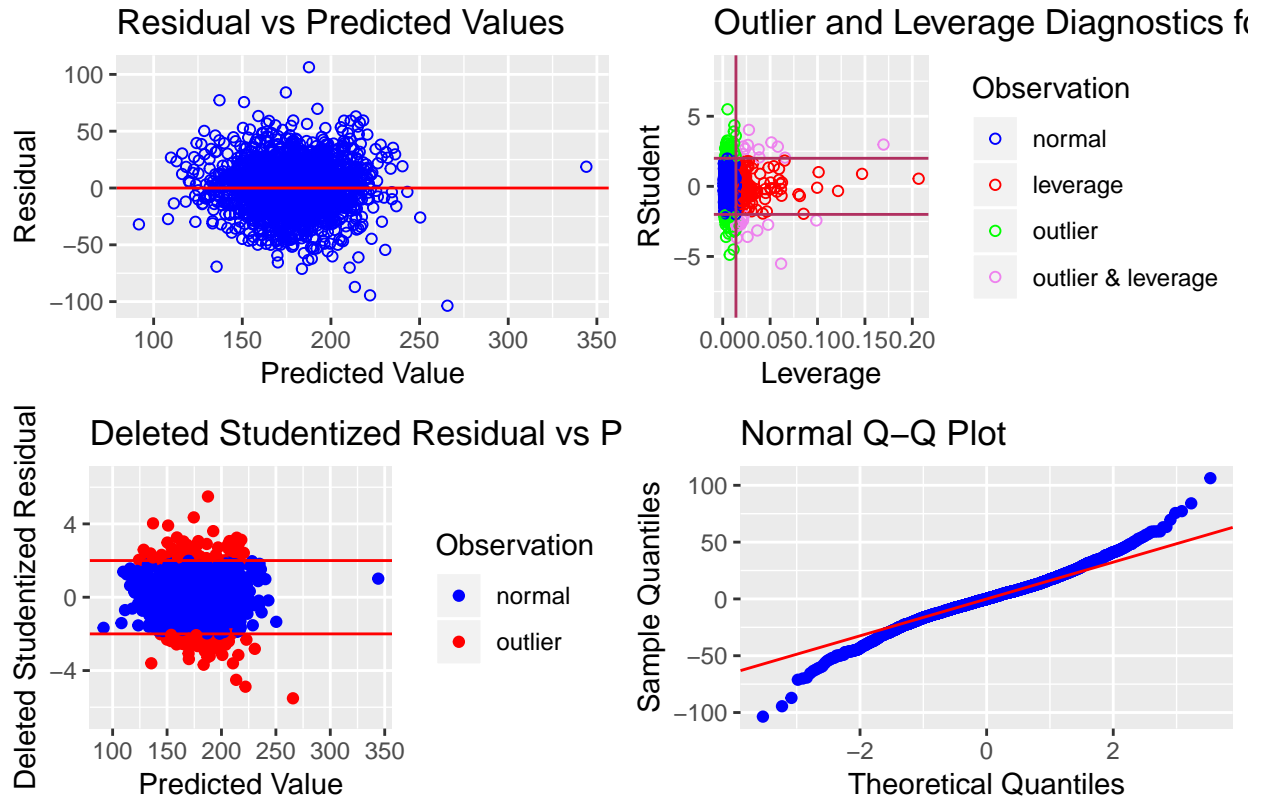 Residual vs Predicted Values
Residual
100
50
0
−50
−100
100 150 200 250 300 350
Predicted Value
Outlier and Leverage Diagnostics fo
RStudent
5
0
−5
0.000.050.100.150.20
Leverage
Observation
normal
leverage
outlier
outlier & leverage
Deleted Studentized Residual vs P
Deleted Studentized Residual
4
0
−4
100 150 200 250 300 350
Predicted Value
Observation
normal
outlier
Normal Q−Q Plot
Sample Quantiles
100
50
0
−50
−100
−2 0 2
Theoretical Quantiles